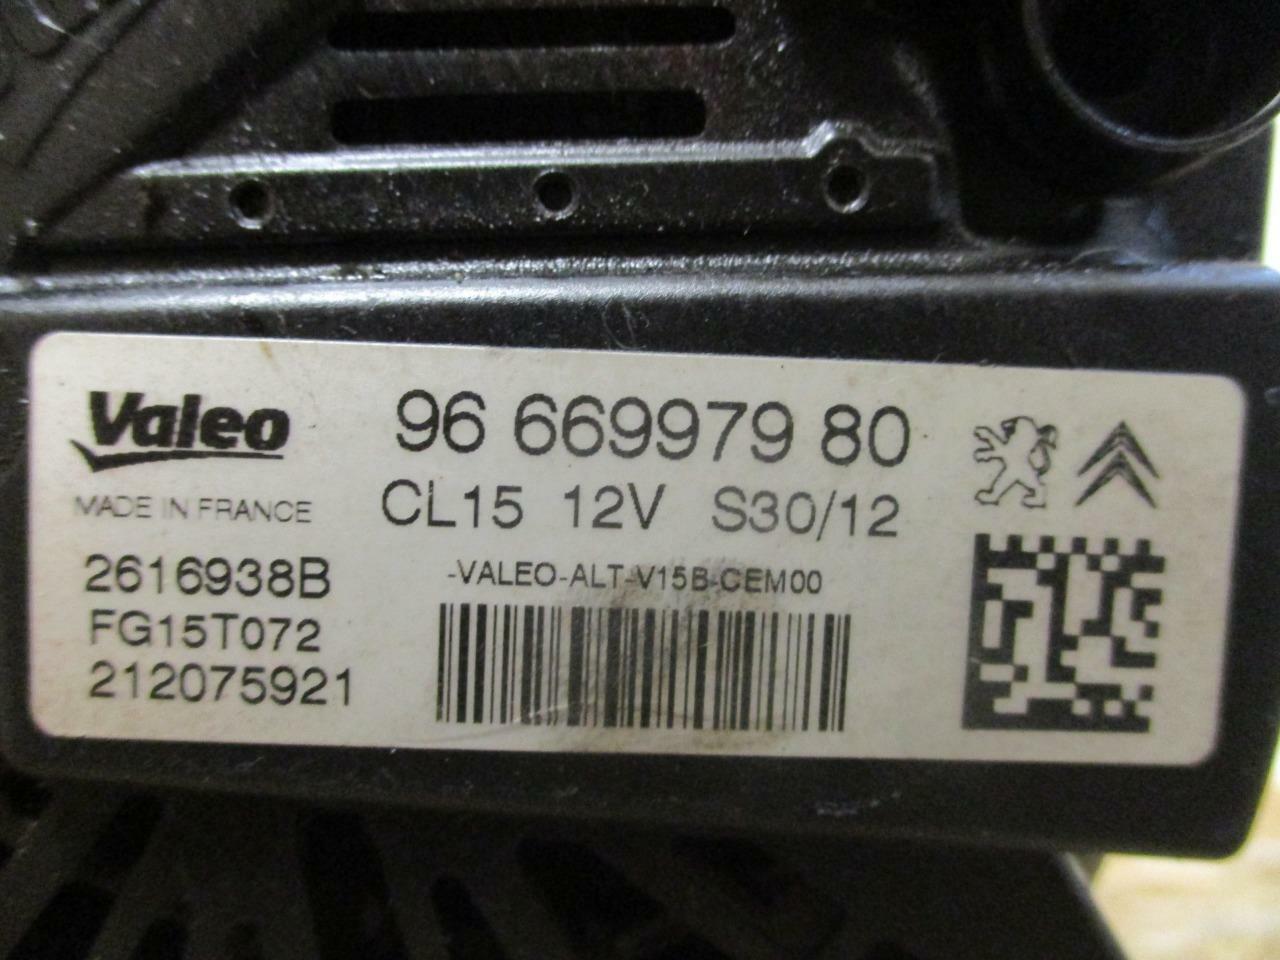 Valeo
96 669979 80
MADE IN FRANCE
CL15 12V S30/12
2616938B
-VALEO-ALT-V15B-CEM00
FG15T072
212075921